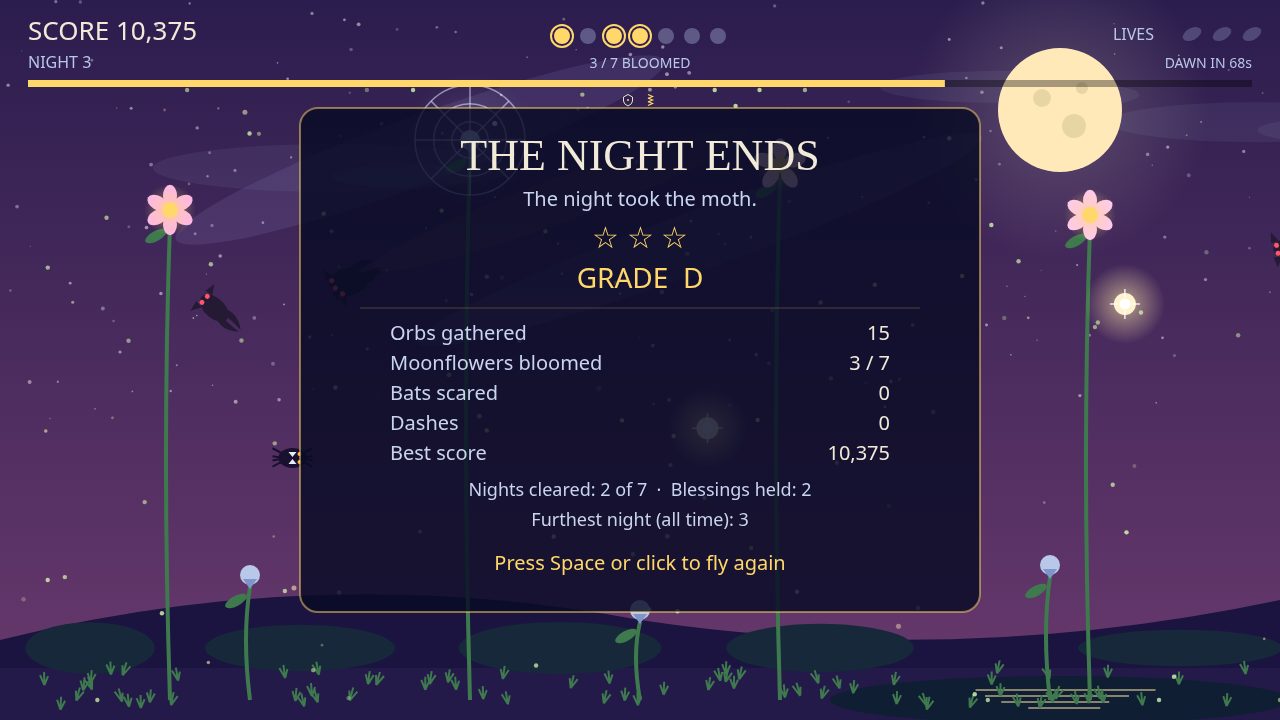 SCORE 10,375
LIVES
NIGHT 3
3 / 7 BLOOMED
DAWN IN 68s
THE NIGHT ENDS
The night took the moth.
GRADE D
Orbs gathered 15
Moonflowers bloomed 3 / 7
Bats scared 0
Dashes 0
Best score 10,375
Nights cleared: 2 of 7 · Blessings held: 2
Furthest night (all time): 3
Press Space or click to fly again